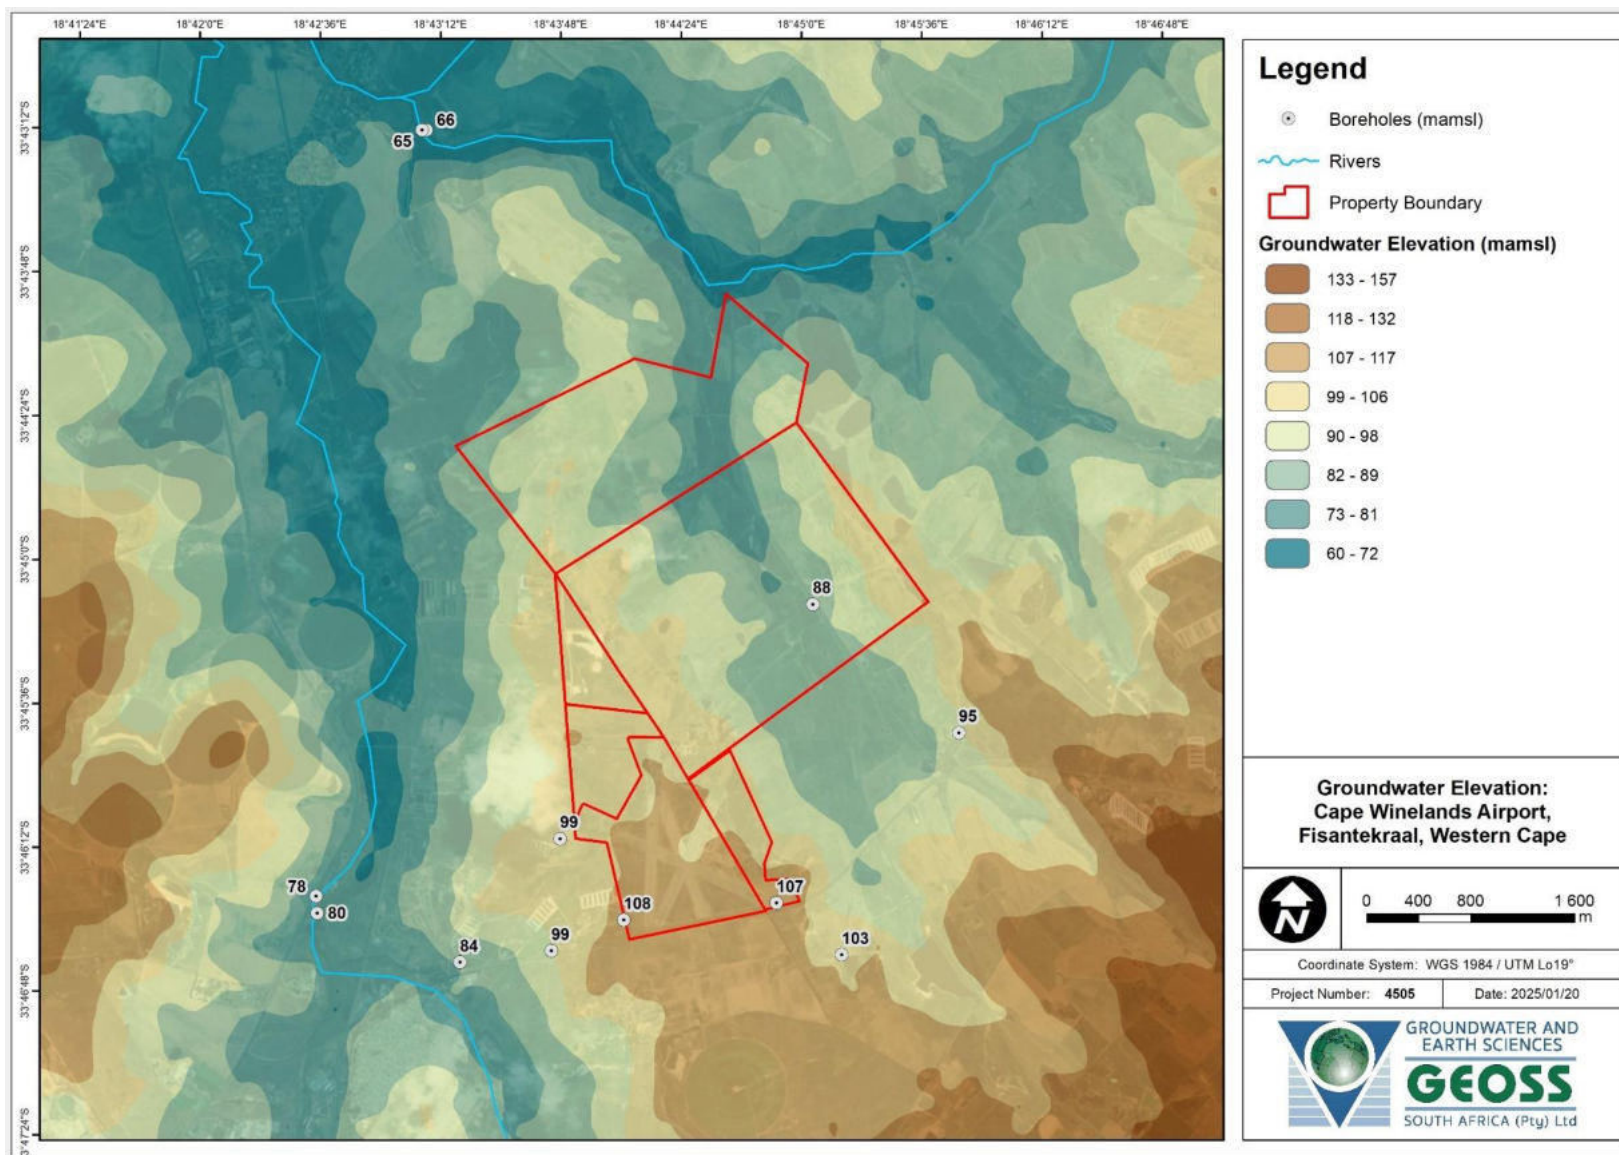 18°41'24"E
18°42'0"E
18°42'36"E
18°43'12"E
18°43'48"E
18°44'24"E
18°45'0"E
18°45'36"E
18°46'12"E
18°46'48"E
33°43'12"S
33°43'48"S
33°44'24"S
33°45'0"S
33°45'36"S
33°46'12"S
33°46'48"S
3°47'24"S
66
65
88
95
99
78
80
108
107
99
84
103
Legend
Boreholes (mamsl)
Rivers
Property Boundary
Groundwater Elevation (mamsl)
133 - 157
118 - 132
107 - 117
99 - 106
90 - 98
82 - 89
73 - 81
60 - 72
Groundwater Elevation:
Cape Winelands Airport,
Fisantekraal, Western Cape
N
0 400 800 1 600
m
Coordinate System: WGS 1984 / UTM Lo19°
Project Number: 4505
Date: 2025/01/20
GROUNDWATER AND
EARTH SCIENCES
GEOSS
SOUTH AFRICA (Pty) Ltd